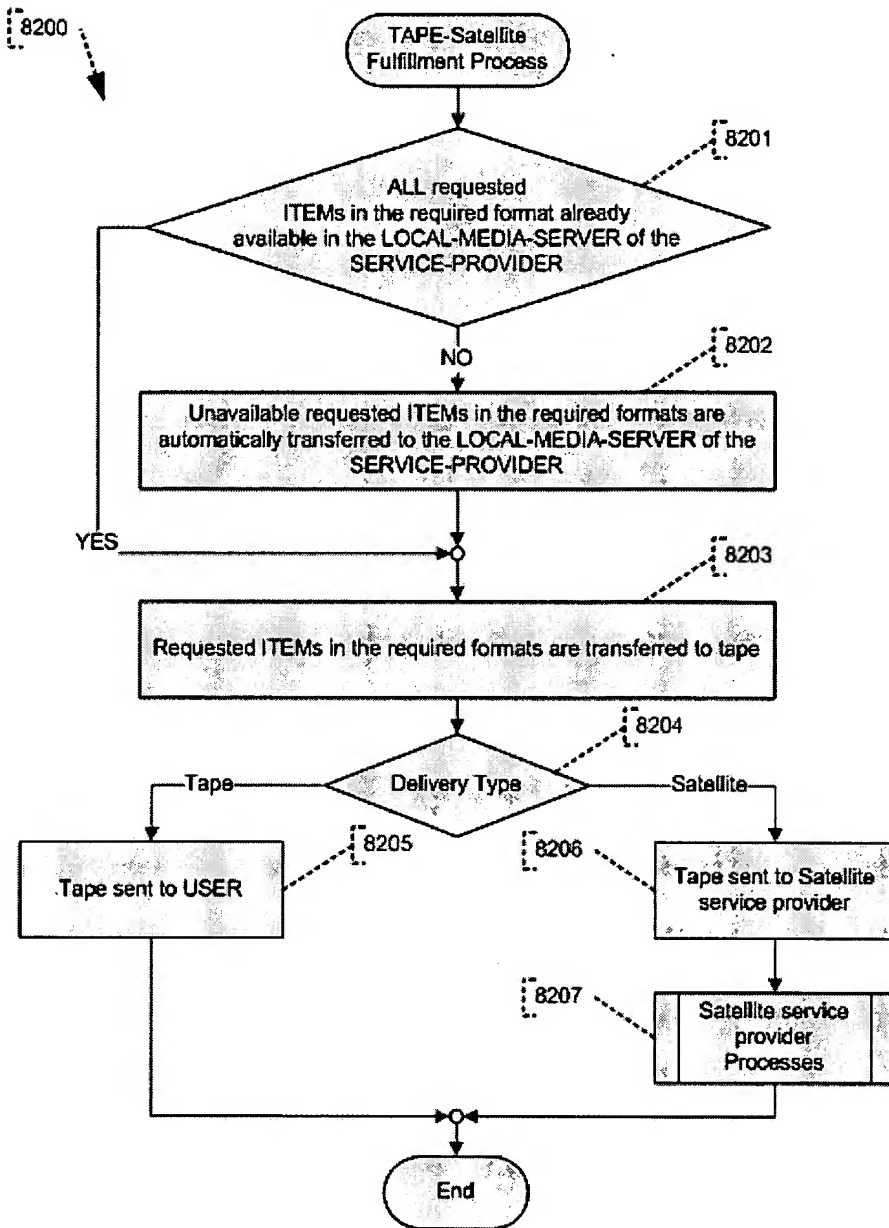 8200
TAPE-Satellite
Fulfillment Process
8201
ALL requested
ITEMs in the required format already
available in the LOCAL-MEDIA-SERVER of the
SERVICE-PROVIDER
NO
8202
Unavailable requested ITEMs in the required formats are
automatically transferred to the LOCAL-MEDIA-SERVER of the
SERVICE-PROVIDER
YES
8203
Requested ITEMs in the required formats are transferred to tape
8204
Tape
Delivery Type
Satellite
8205
8206
Tape sent to USER
Tape sent to Satellite
service provider
8207
Satellite service
provider
Processes
End